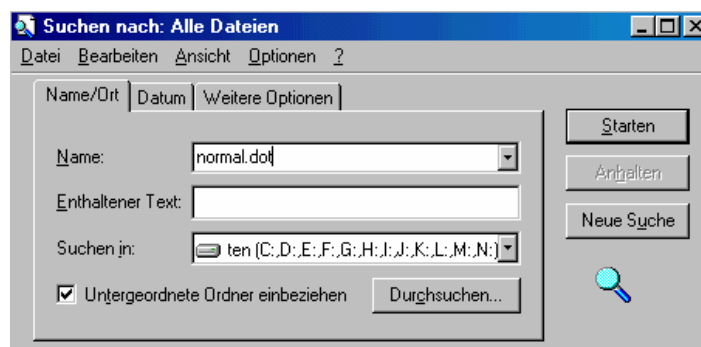 Suchen nach: Alle Dateien
Datei Bearbeiten Ansicht Optionen ?
Name/Ort Datum Weitere Optionen
Starten
Name: normal.dot
Anhalten
Enthaltener Text:
Neue Suche
Suchen in: ten (C:,D:,E:,F:,G:,H:,I:,J:,K:,L:,M:,N:)
Untergeordnete Ordner einbeziehen Durchsuchen...